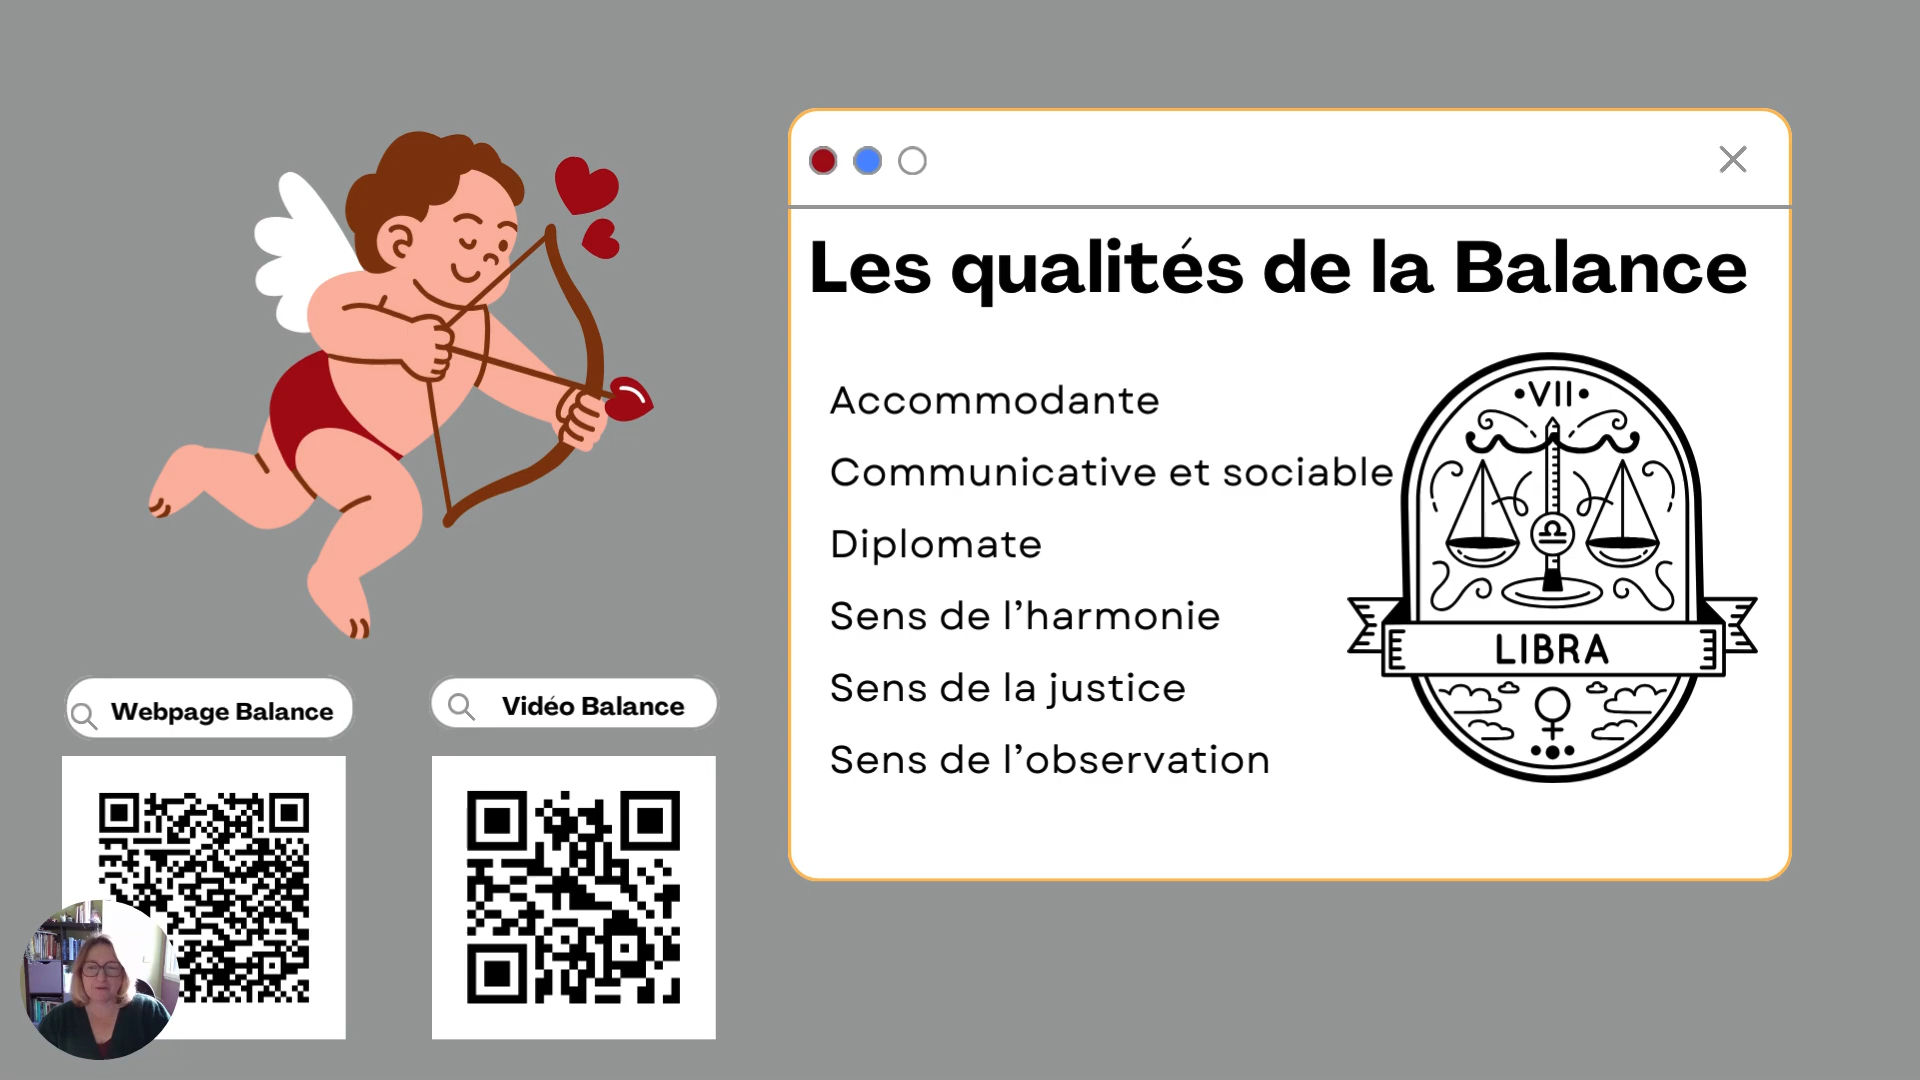 Les qualités de la Balance
Accommodante
Communicative et sociable
Diplomate
Sens de l’harmonie
Sens de la justice
Sens de l’observation
•VII•
LIBRA
Webpage Balance
Vidéo Balance